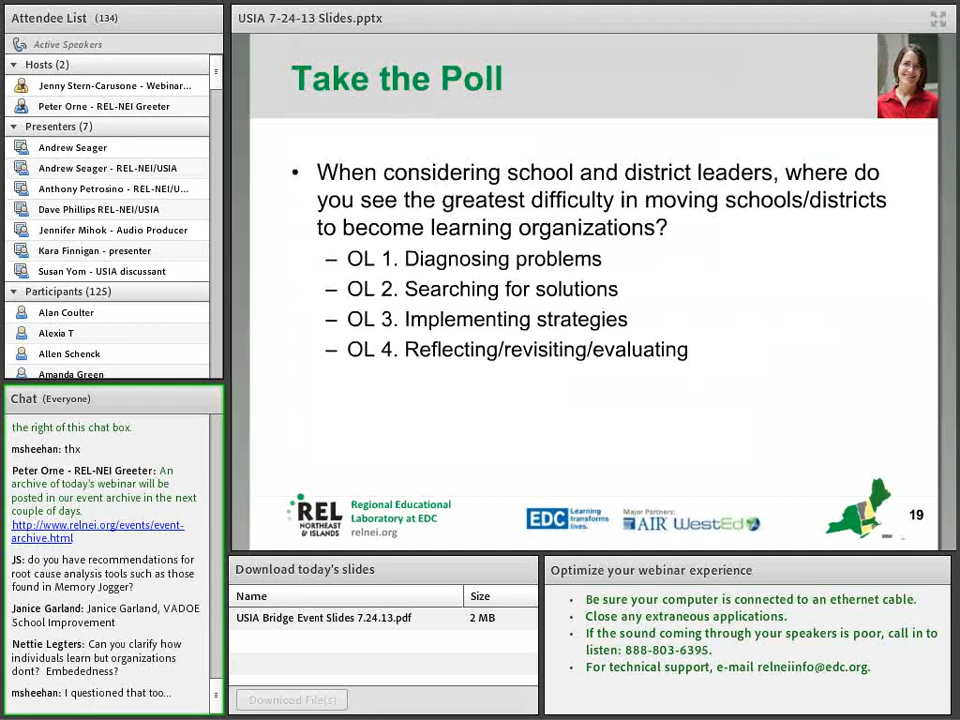 Attendee List (134)
Active Speakers
Hosts (2)
Jenny Stern-Carusone - Webinar...
Peter Orne - REL-NEI Greeter
Presenters (7)
Andrew Seager
Andrew Seager - REL-NEI/USIA
Anthony Petrosino - REL-NEI/U...
Dave Phillips REL-NEI/USIA
Jennifer Mihok - Audio Producer
Kara Finnigan - presenter
Susan Yom - USIA discussant
Participants (125)
Alan Coulter
Alexia T
Allen Schenck
Amanda Green
Chat (Everyone)
the right of this chat box.
msheehan: thx
Peter Orne - REL-NEI Greeter: An
archive of today's webinar will be
posted in our event archive in the next
couple of days.
http://www.relnei.org/events/event-
archive.html
JS: do you have recommendations for
root cause analysis tools such as those
found in Memory Jogger?
Janice Garland: Janice Garland, VADOE
School Improvement
Nettie Legters: Can you clarify how
individuals learn but organizations
dont? Embededness?
msheehan: I questioned that too...
USIA 7-24-13 Slides.pptx
Take the Poll
• When considering school and district leaders, where do
you see the greatest difficulty in moving schools/districts
to become learning organizations?
– OL 1. Diagnosing problems
– OL 2. Searching for solutions
– OL 3. Implementing strategies
– OL 4. Reflecting/revisiting/evaluating
REL
NORTHEAST
& ISLANDS
Regional Educational
Laboratory at EDC
relnei.org
EDC Learning
transforms
lives.
Major Partners:
AIR WestEd
19
Download today's slides
Name Size
USIA Bridge Event Slides 7.24.13.pdf 2 MB
Download File(s)
Optimize your webinar experience
• Be sure your computer is connected to an ethernet cable.
• Close any extraneous applications.
• If the sound coming through your speakers is poor, call in to
listen: 888-803-6395.
• For technical support, e-mail relneiinfo@edc.org.